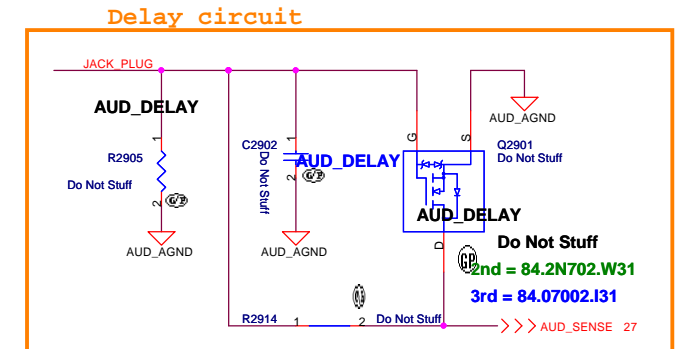 Delay circuit
JACK_PLUG
AUD_DELAY
R2905
Do Not Stuff
1
2
G/P
AUD_AGND
C2902
Do Not Stuff
1
2
G/P
AUD_DELAY
AUD_AGND
G
S
AUD_AGND
Q2901
Do Not Stuff
AUD_DELAY
D
GP
Do Not Stuff
2nd = 84.2N702.W31
3rd = 84.07002.I31
R2914
1
2
Do Not Stuff
AUD_SENSE 27